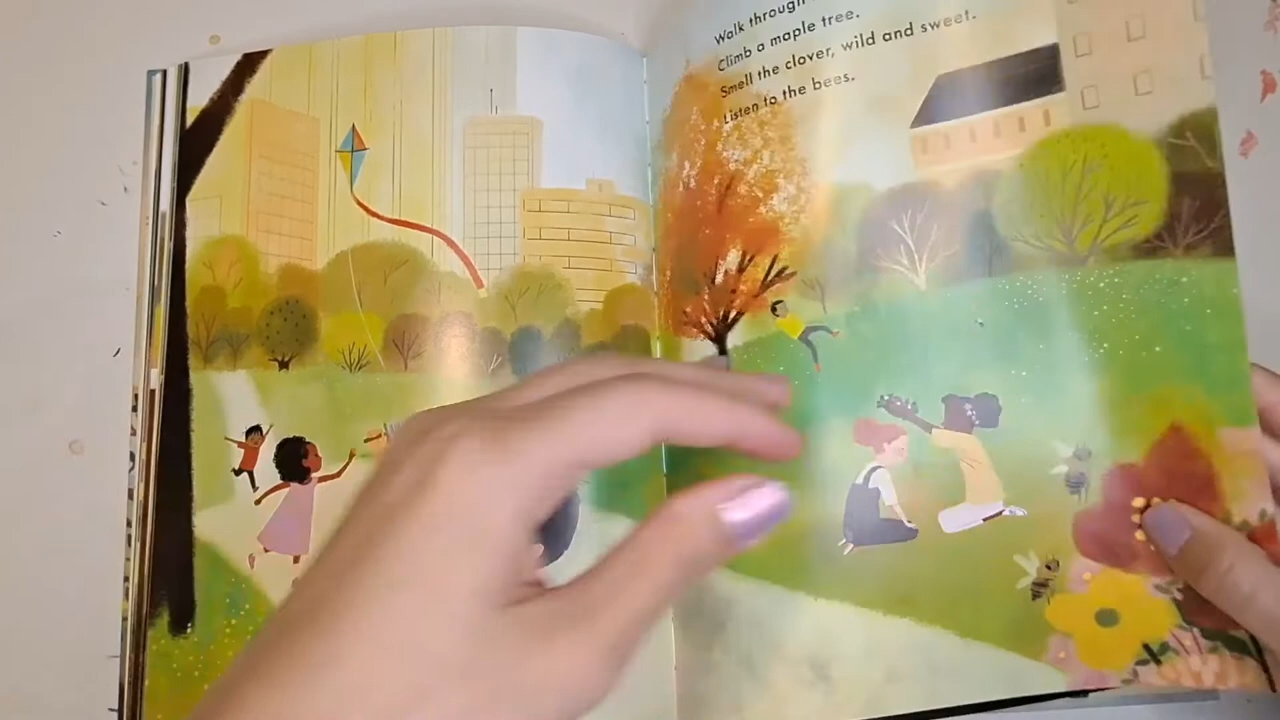 Walk through
Climb a maple tree.
Smell the clover, wild and sweet.
Listen to the bees.